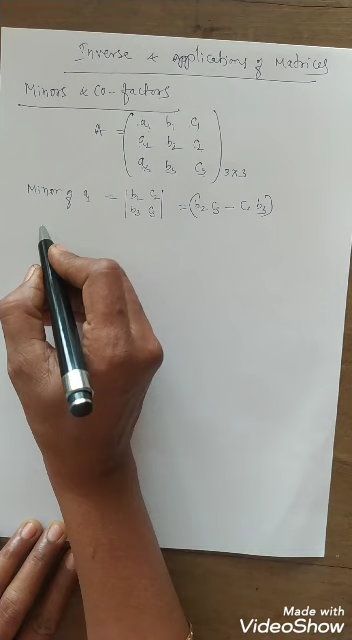 Inverse & applications of Matrices
Minors & Co-factors
A = ( a₁ b₁ c₁
a₂ b₂ c₂
a₃ b₃ c₃ ) 3×3
Minor of a₁ = | b₂ c₂ | = (b₂ c₃ - c₂ b₃)
| b₃ c₃ |
Made with
VideoShow